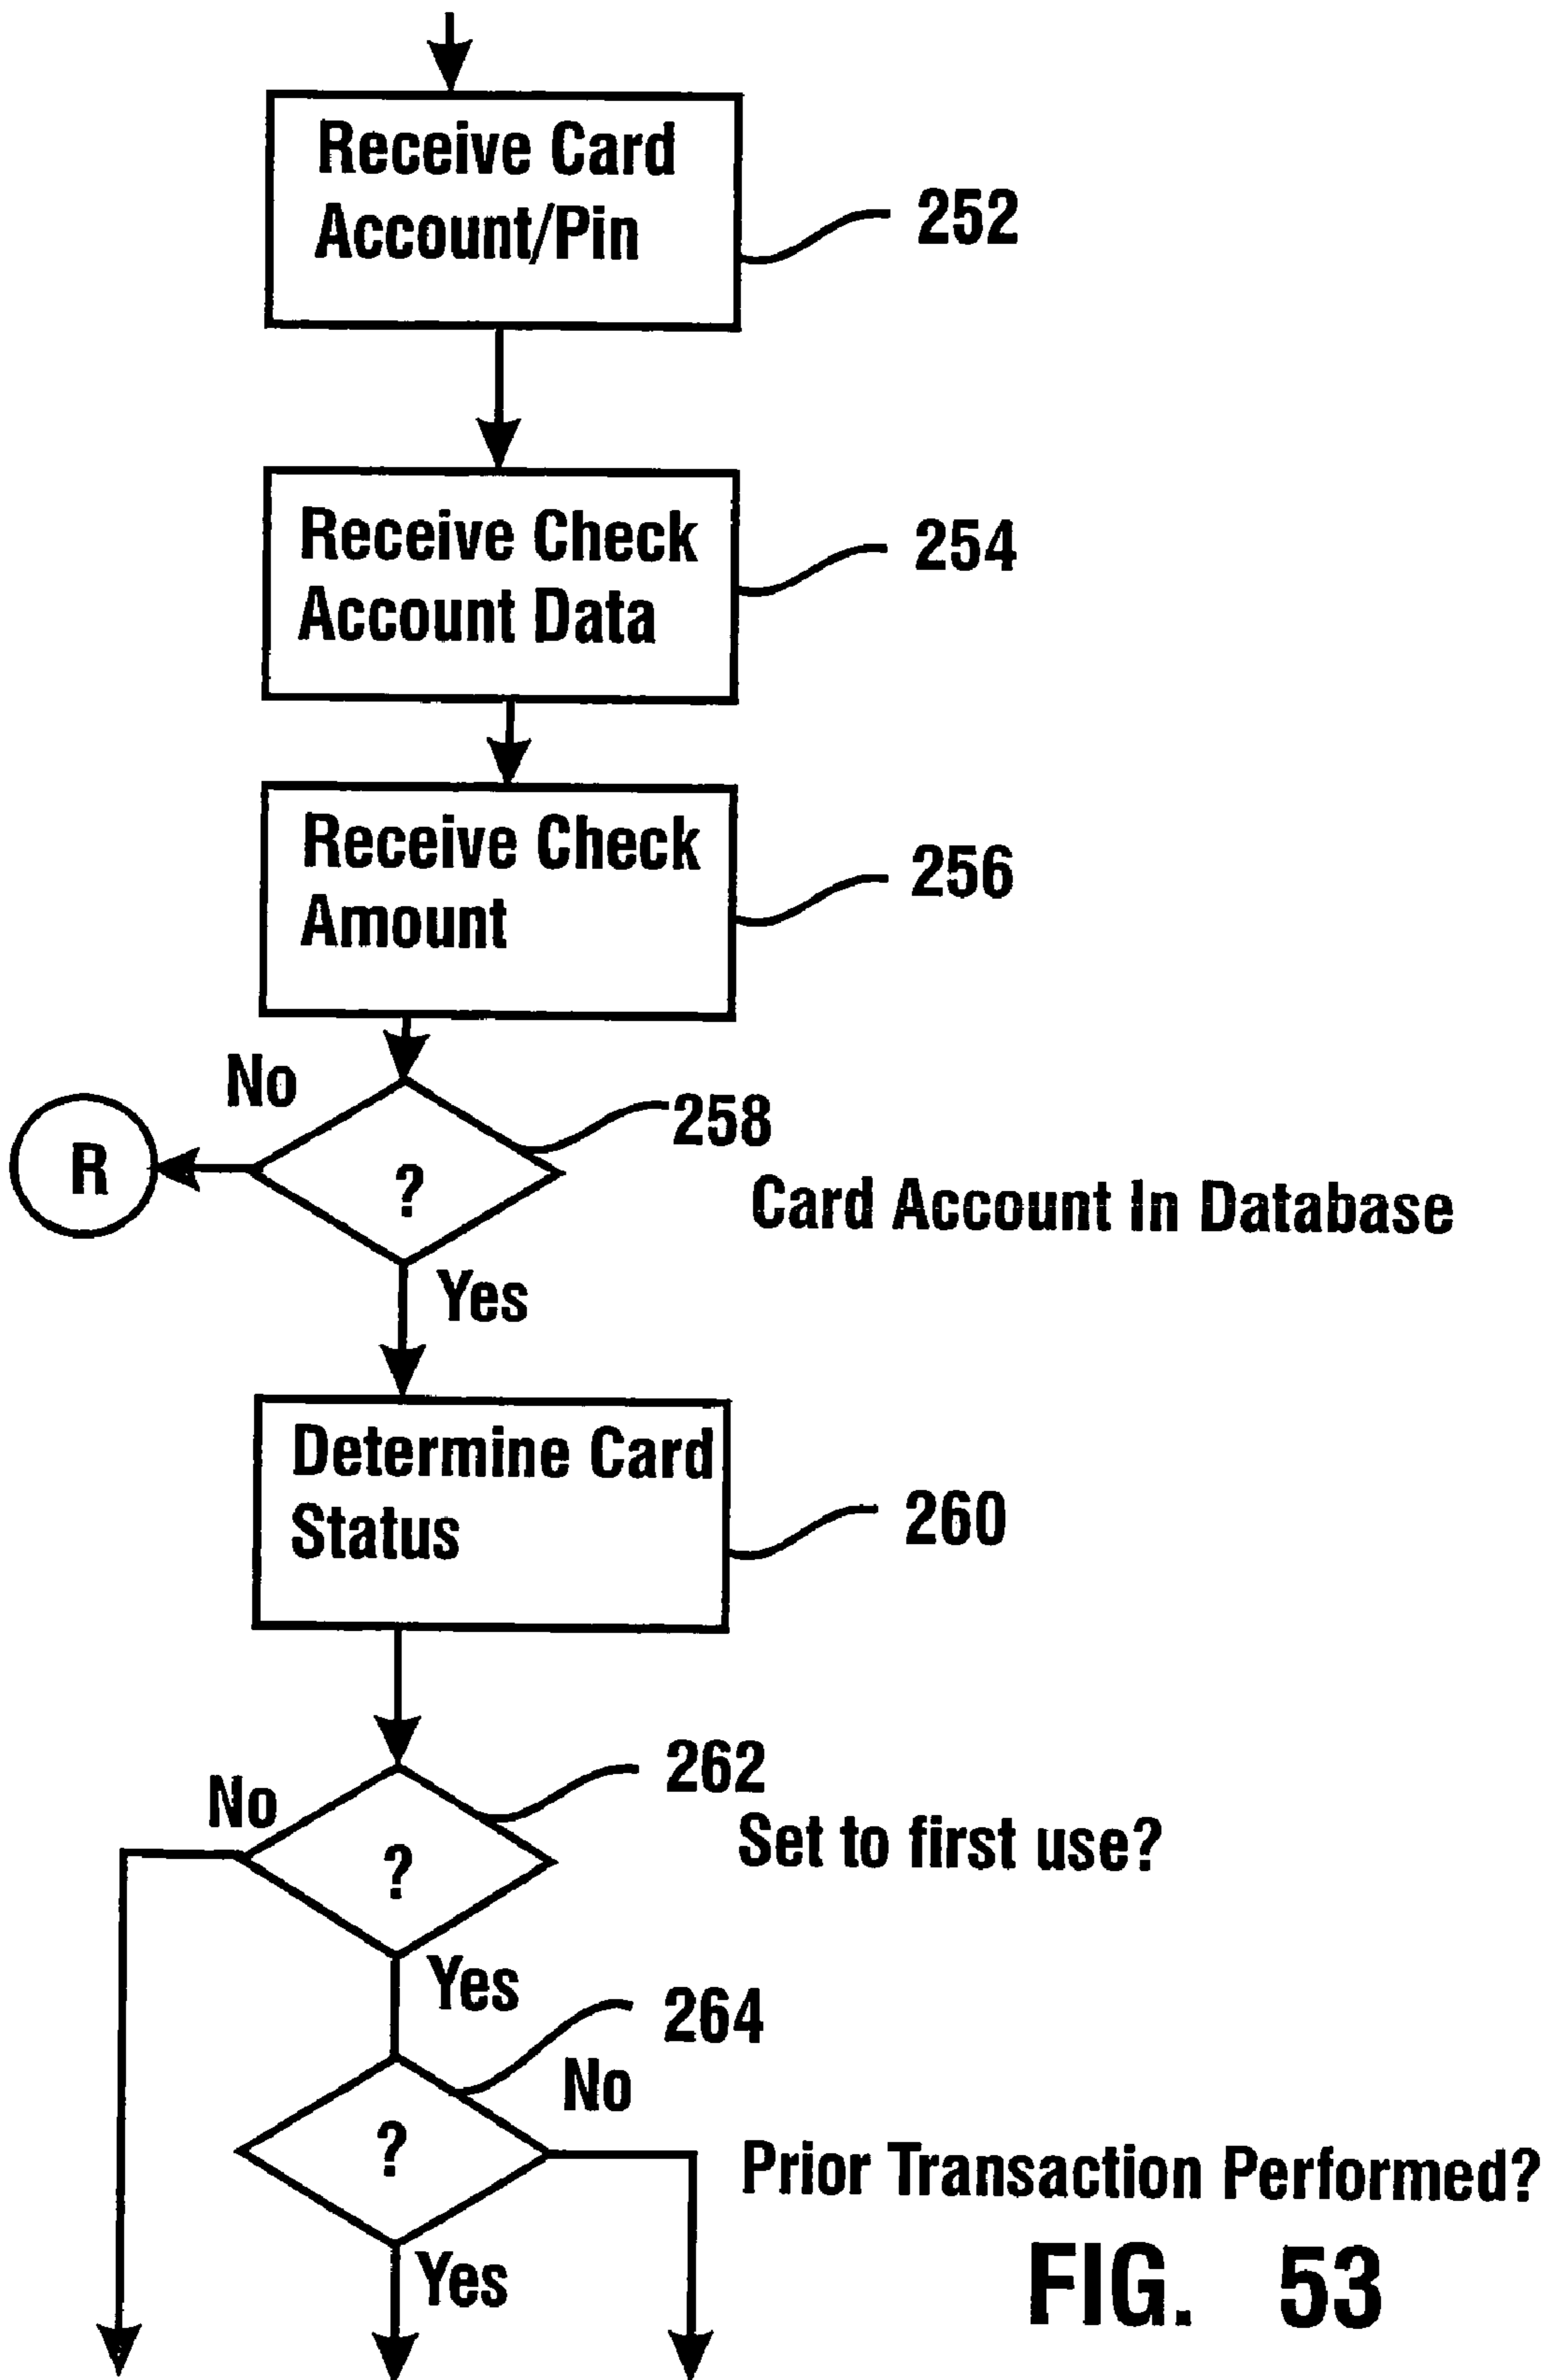 Receive Card
Account/Pin
252
Receive Check
Account Data
254
Receive Check
Amount
256
No
R
?
258
Card Account In Database
Yes
Determine Card
Status
260
No
?
262
Set to first use?
Yes
264
No
?
Prior Transaction Performed?
Yes
FIG. 53